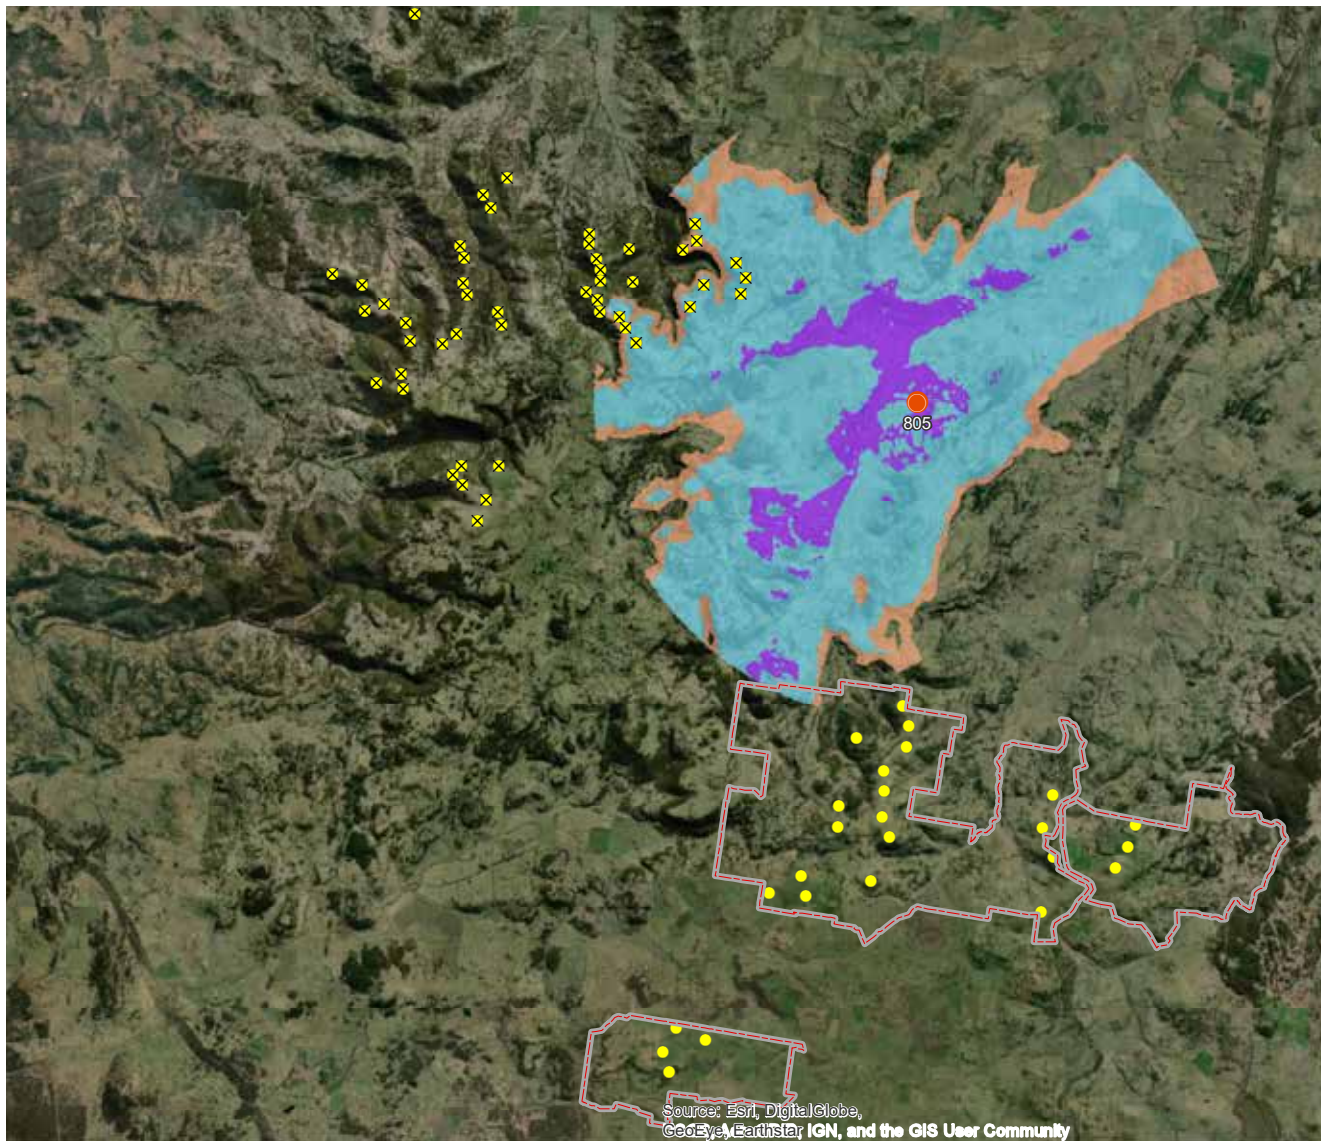 805
Source: Esri, DigitalGlobe,
GeoEye, Earthstar IGN, and the GIS User Community